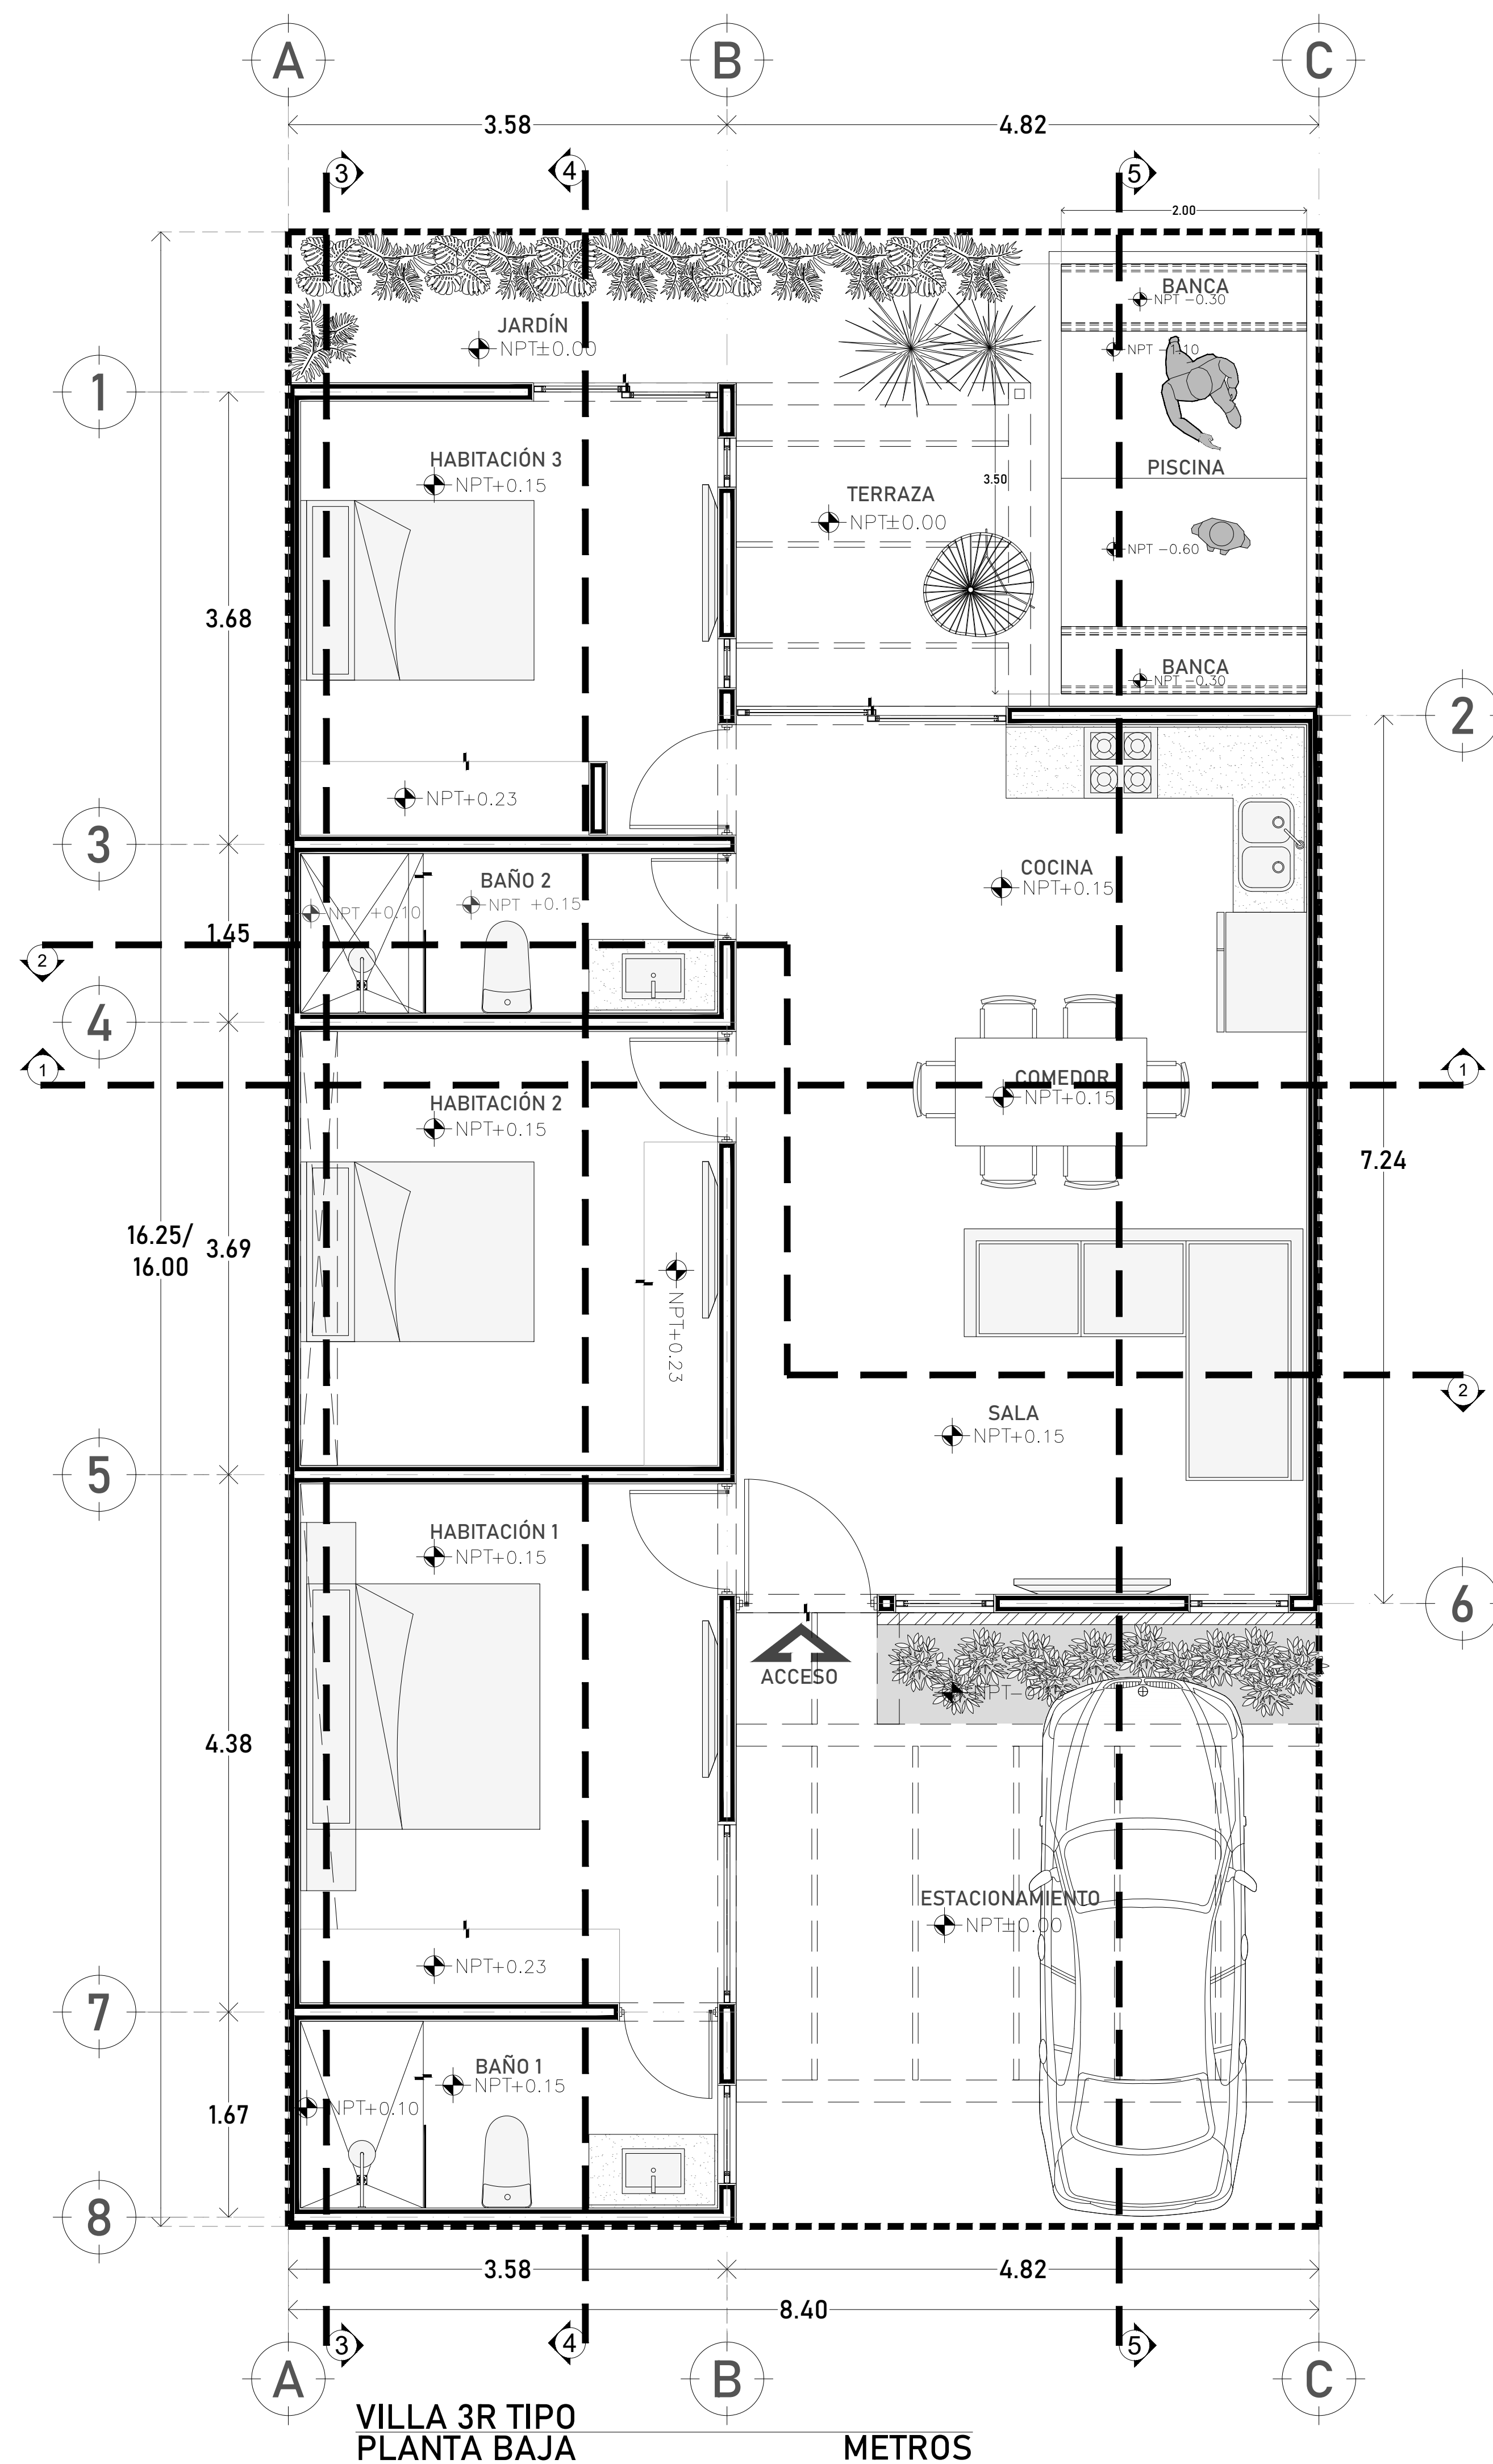 A
B
C
3.58
4.82
3
4
5
2.00
BANCA
NPT -0.30
JARDÍN
NPT±0.00
NPT -1.10
1
HABITACIÓN 3
NPT+0.15
PISCINA
3.50
TERRAZA
NPT±0.00
NPT -0.60
3.68
BANCA
NPT -0.30
2
NPT+0.23
3
COCINA
NPT+0.15
BAÑO 2
NPT +0.15
NPT +0.10
1.45
2
4
1
1
COMEDOR
NPT+0.15
HABITACIÓN 2
NPT+0.15
7.24
16.25/
16.00
3.69
NPT+0.23
2
SALA
NPT+0.15
5
HABITACIÓN 1
NPT+0.15
6
ACCESO
4.38
ESTACIONAMIENTO
NPT±0.00
NPT+0.23
7
BAÑO 1
NPT+0.15
NPT+0.10
1.67
8
3.58
4.82
8.40
3
4
5
A
B
C
VILLA 3R TIPO
PLANTA BAJA
METROS